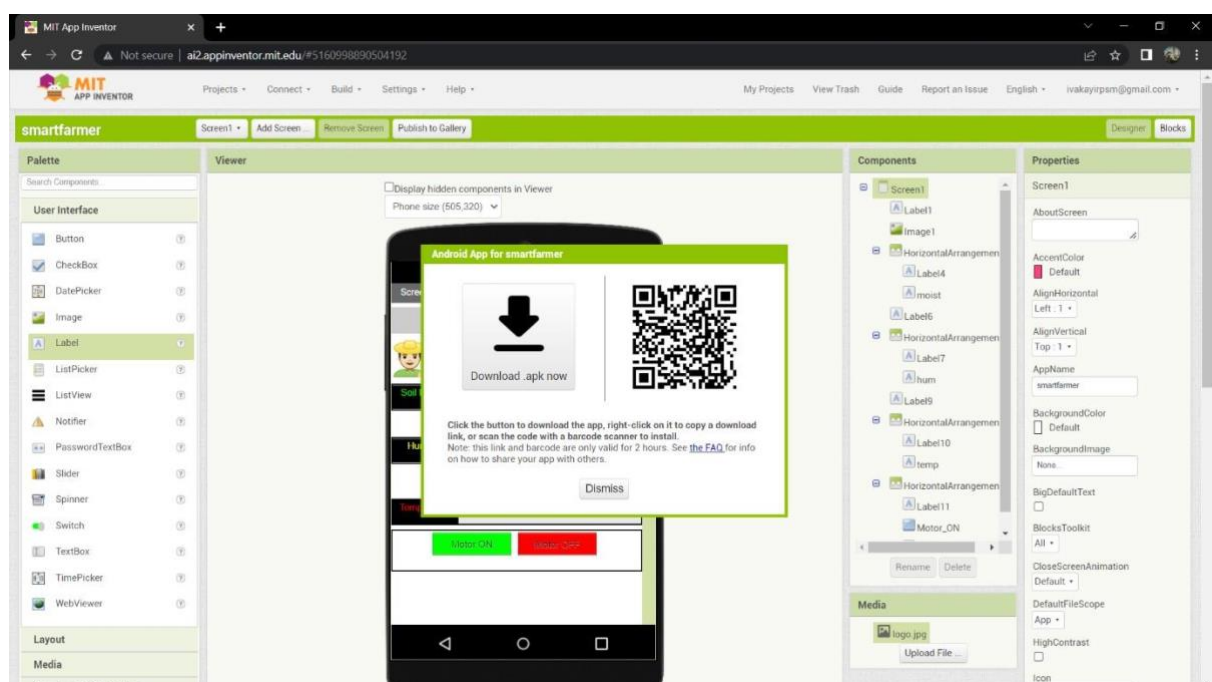 MIT App Inventor
Not secure | ai2.appinventor.mit.edu/#5160998890504192
MIT
APP INVENTOR
Projects Connect Build Settings Help
My Projects View Trash Guide Report an Issue English ivakayirpsm@gmail.com
smartfarmer
Screen1 Add Screen ... Remove Screen Publish to Gallery
Designer Blocks
Palette
Search Components...
User Interface
Button
CheckBox
DatePicker
Image
Label
ListPicker
ListView
Notifier
PasswordTextBox
Slider
Spinner
Switch
TextBox
TimePicker
WebViewer
Layout
Media
Viewer
Display hidden components in Viewer
Phone size (505,320)
Scree
Soil
Hu
Temp
Motor ON Motor OFF
Android App for smartfarmer
Download .apk now
Click the button to download the app, right-click on it to copy a download
link, or scan the code with a barcode scanner to install.
Note: this link and barcode are only valid for 2 hours. See the FAQ for info
on how to share your app with others.
Dismiss
Components
Screen1
Label1
Image1
HorizontalArrangemen
Label4
moist
Label6
HorizontalArrangemen
Label7
hum
Label9
HorizontalArrangemen
Label10
temp
HorizontalArrangemen
Label11
Motor_ON
Rename Delete
Media
logo.jpg
Upload File ...
Properties
Screen1
AboutScreen
AccentColor
Default
AlignHorizontal
Left : 1
AlignVertical
Top : 1
AppName
smartfarmer
BackgroundColor
Default
BackgroundImage
None...
BigDefaultText
BlocksToolkit
All
CloseScreenAnimation
Default
DefaultFileScope
App
HighContrast
Icon